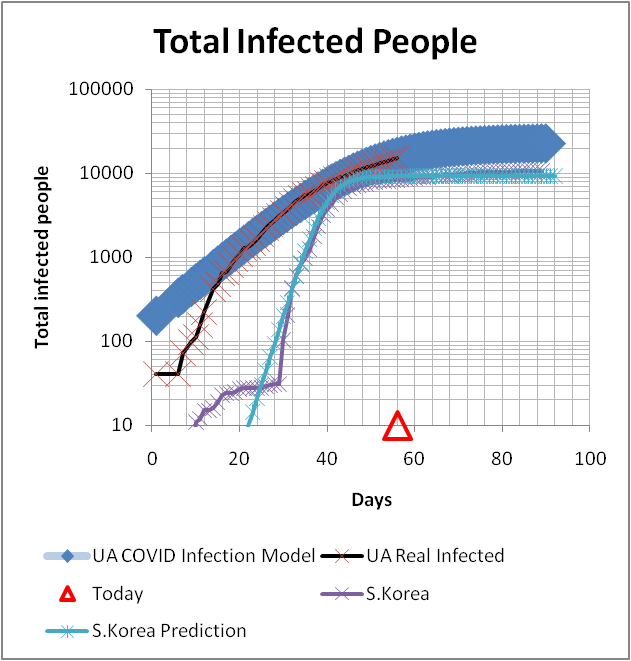 Total Infected People
100000
10000
1000
100
10
0 20 40 60 80 100
Total infected people
Days
UA COVID Infection Model
UA Real Infected
Today
S.Korea
S.Korea Prediction